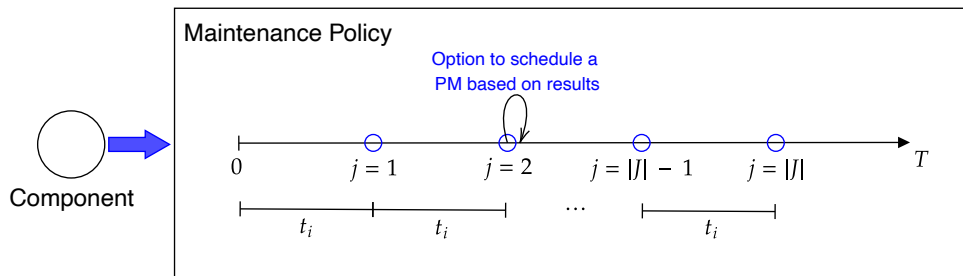 Maintenance Policy
Option to schedule a
PM based on results
0
j = 1
j = 2
j = |J| − 1
j = |J|
T
Component
t_i
t_i
...
t_i